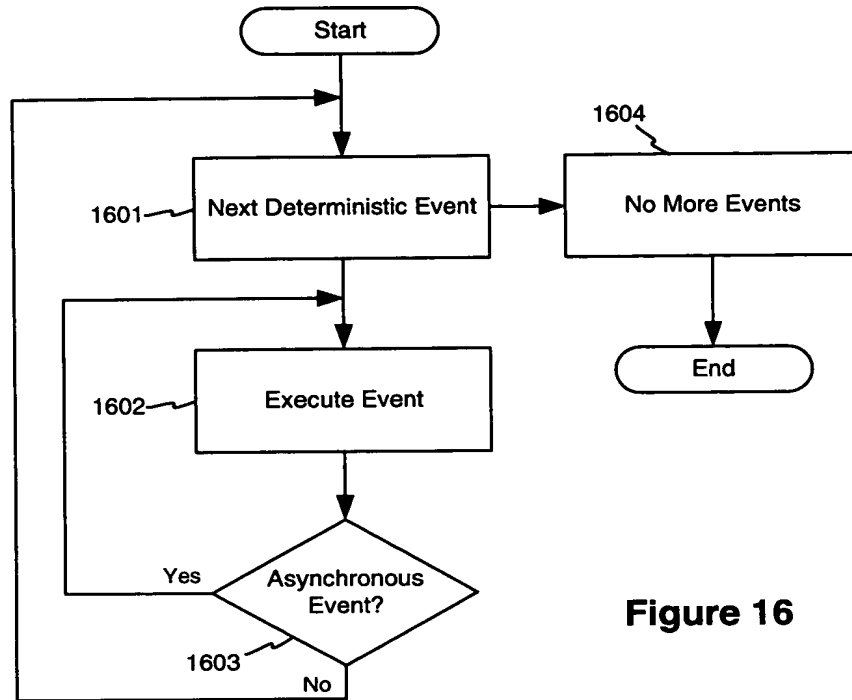 Start
1604
1601
Next Deterministic Event
No More Events
1602
Execute Event
End
Yes
Asynchronous
Event?
1603
No
Figure 16